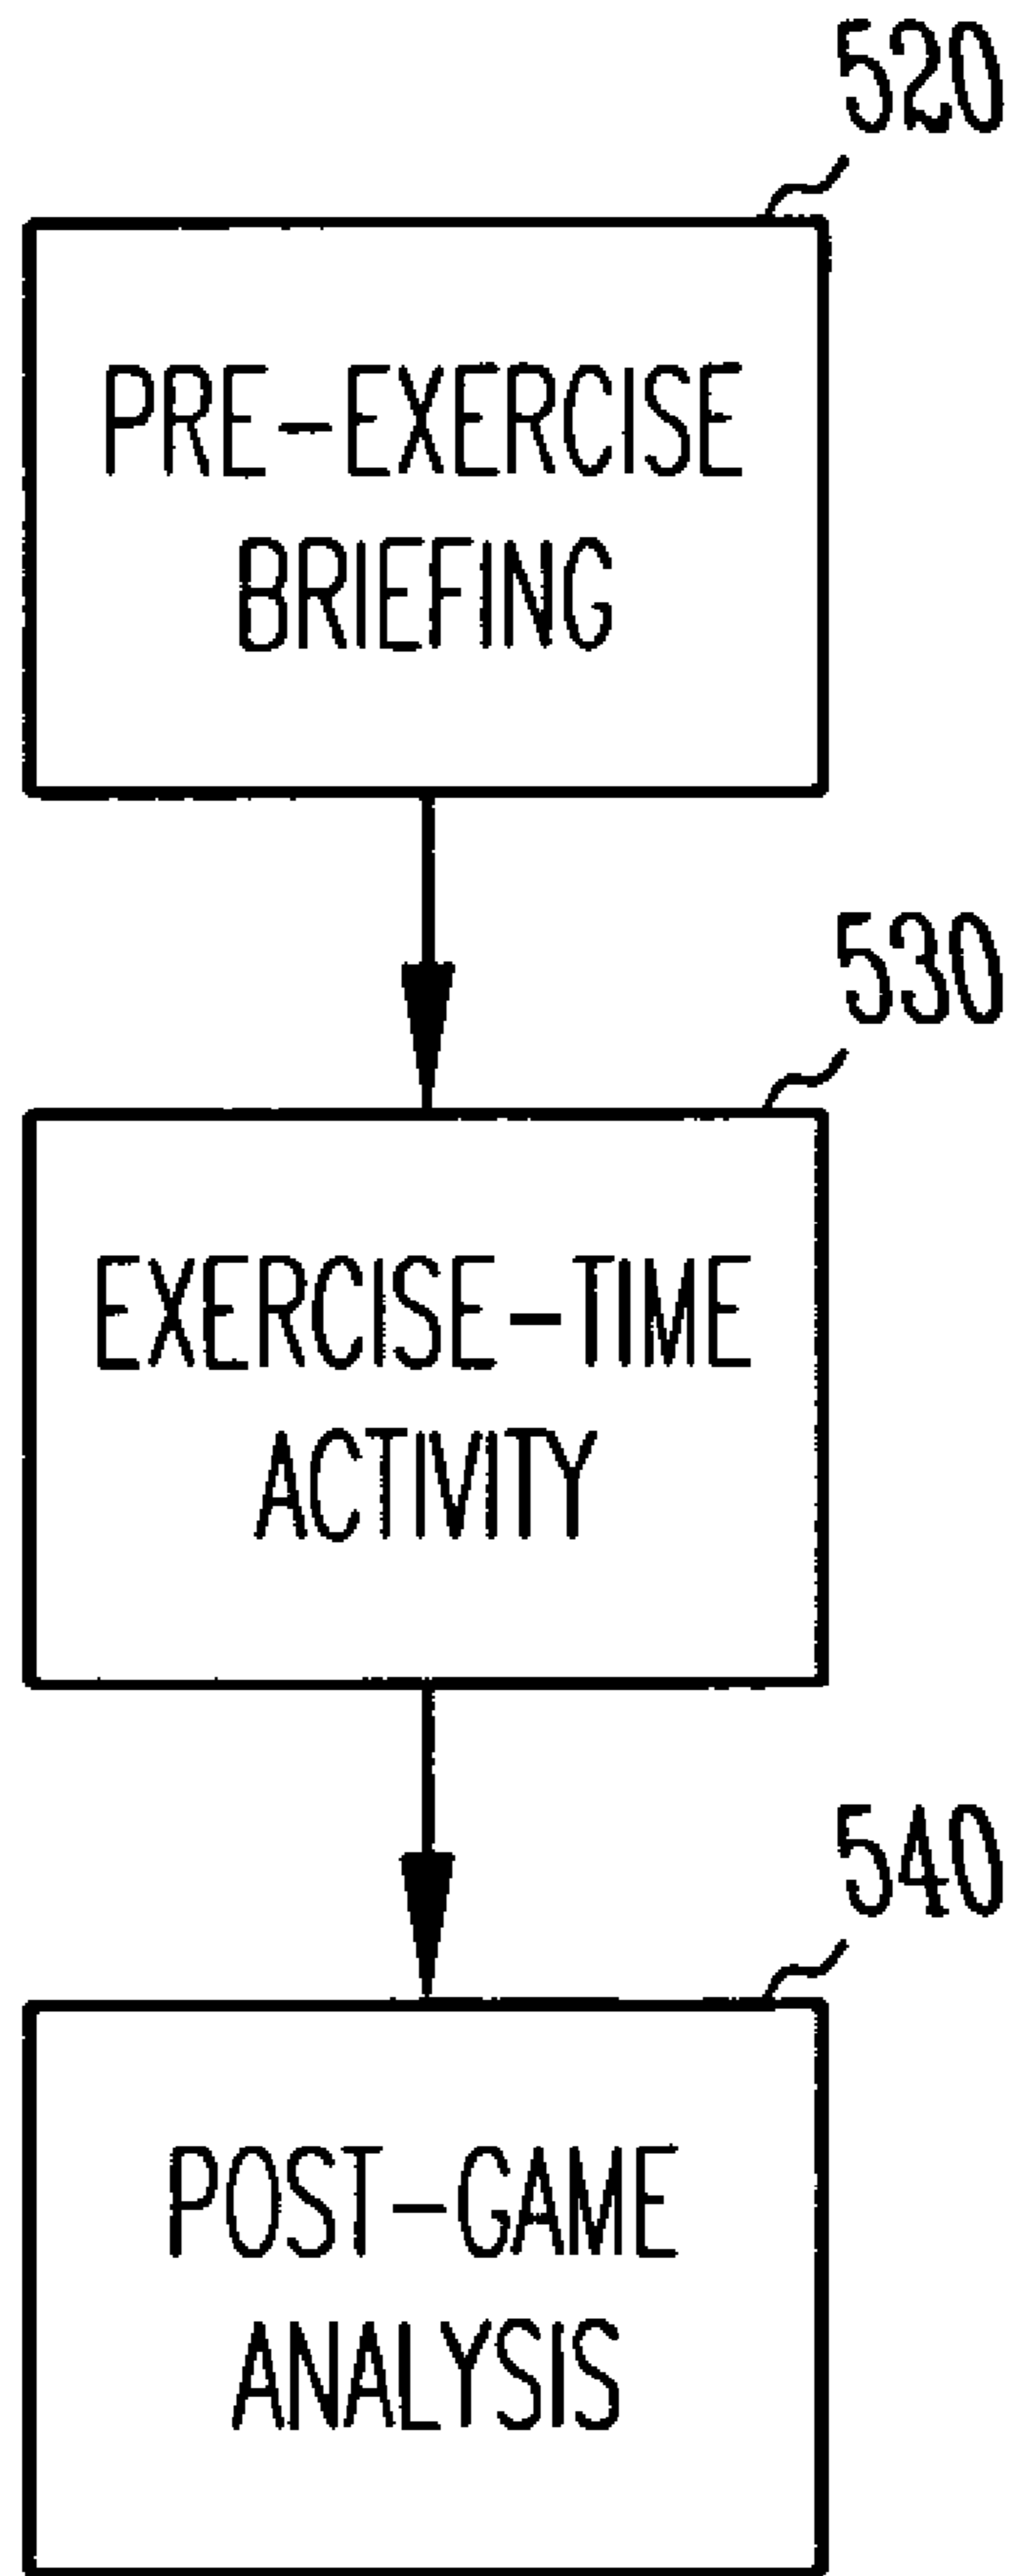 520
PRE-EXERCISE
BRIEFING
530
EXERCISE-TIME
ACTIVITY
540
POST-GAME
ANALYSIS